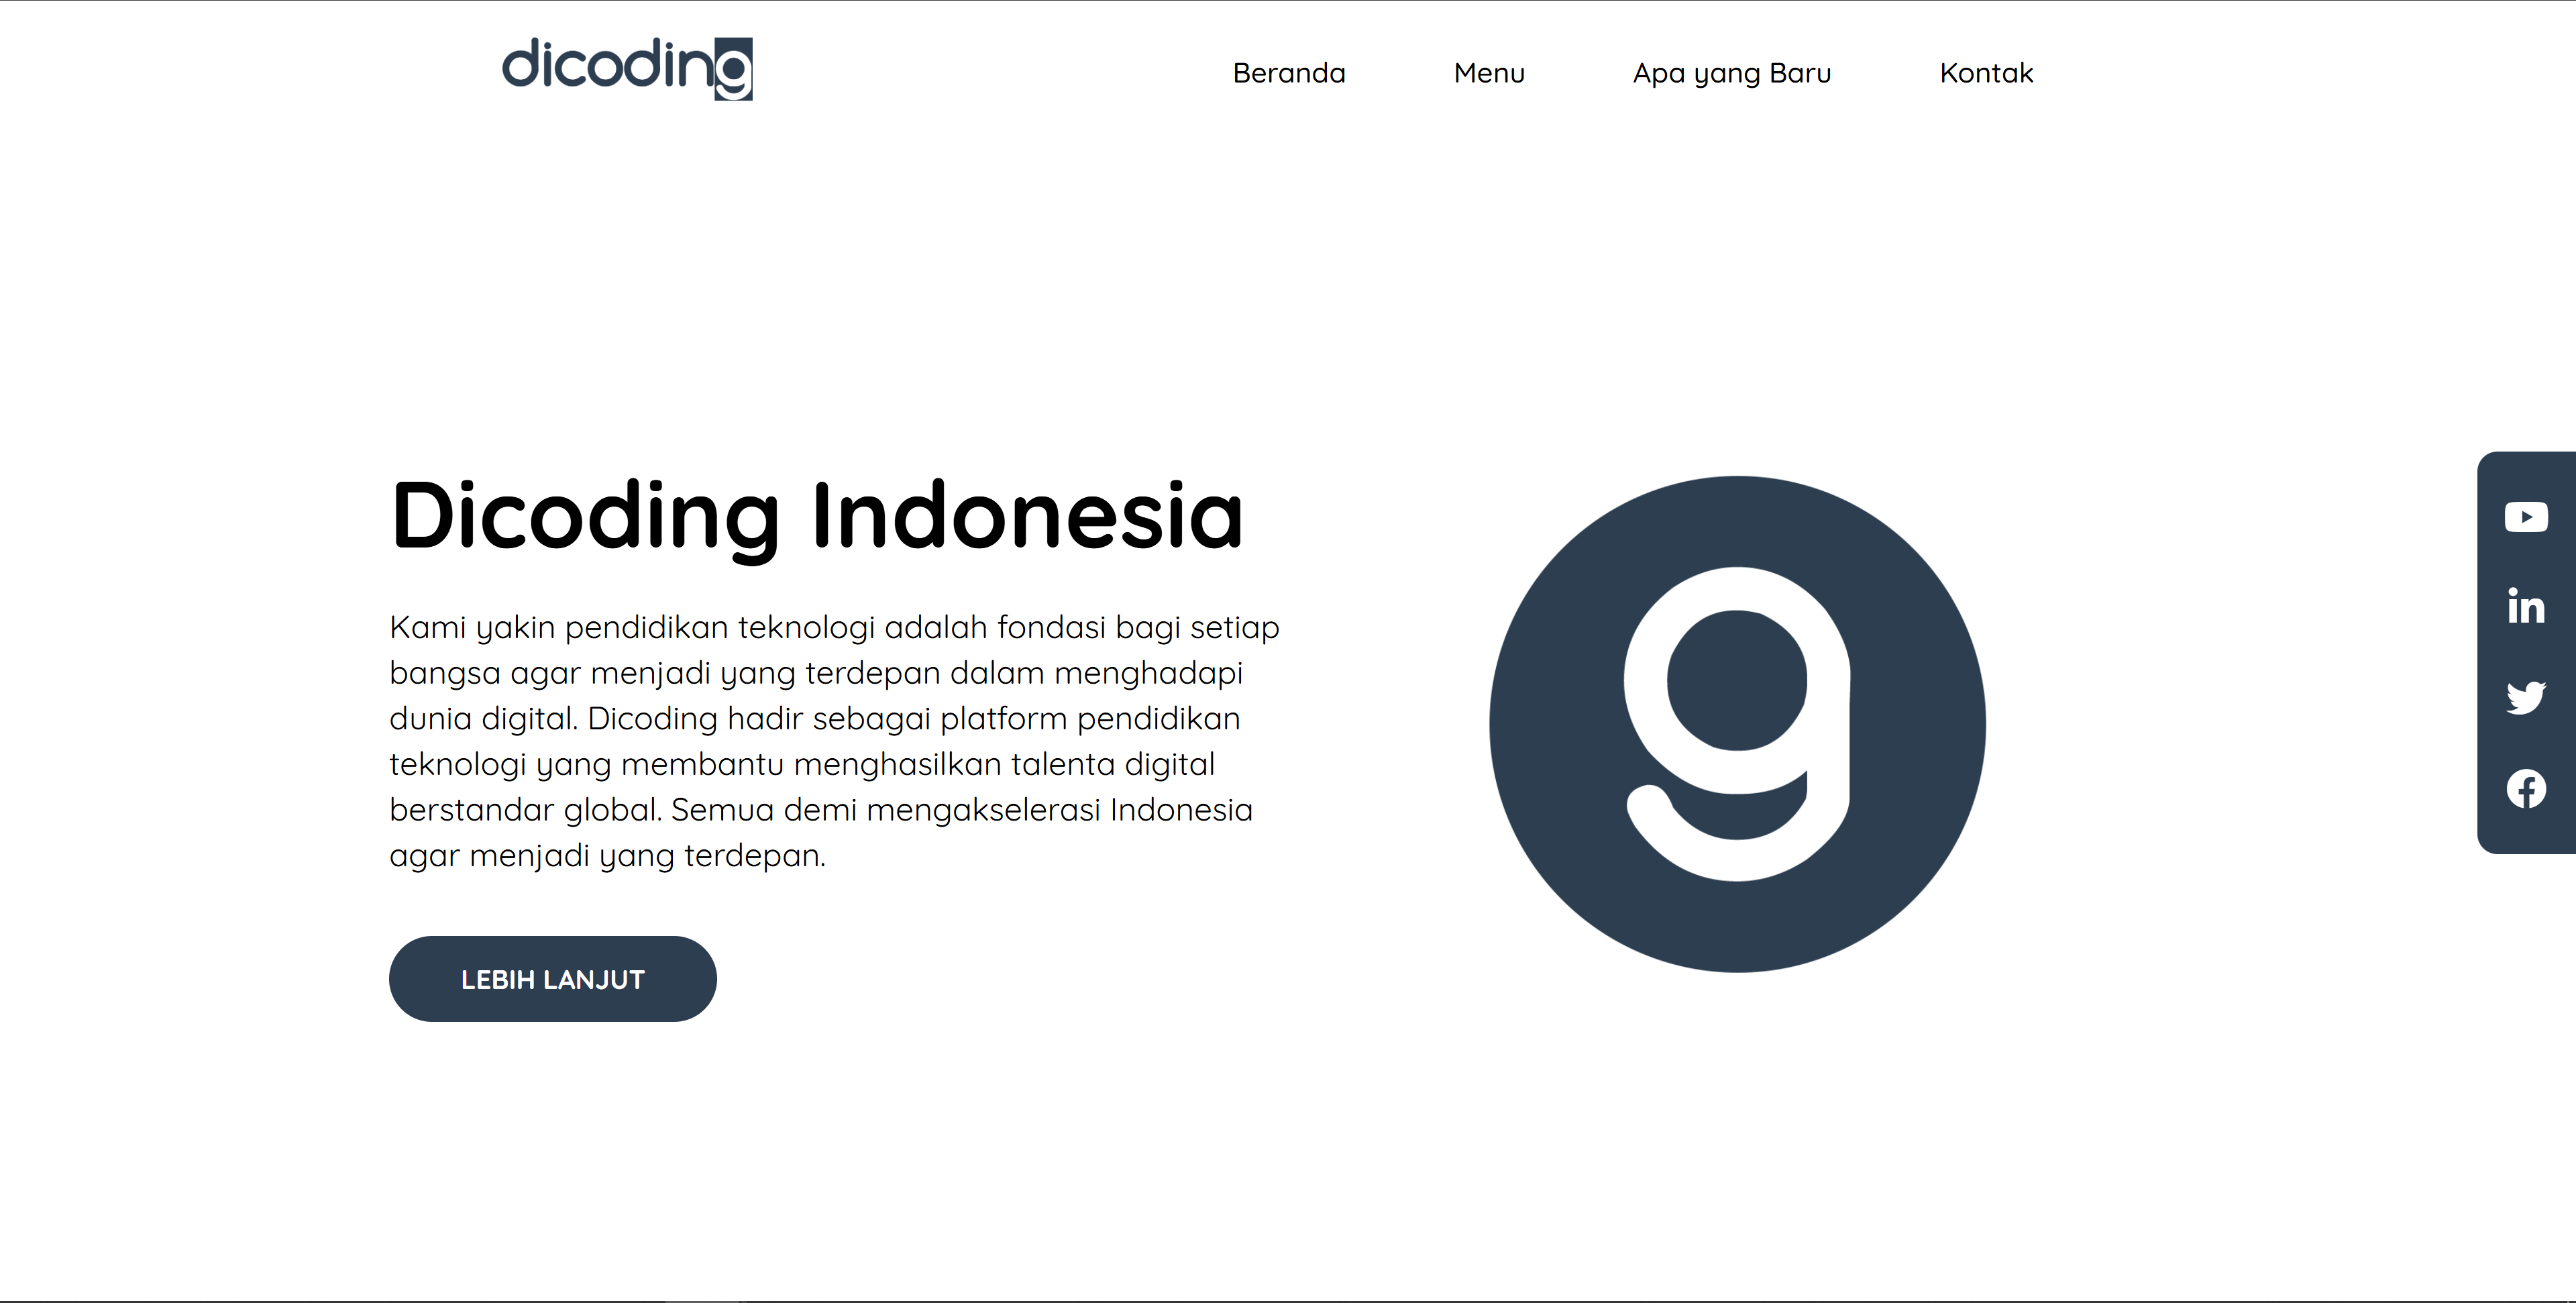 dicoding
Beranda
Menu
Apa yang Baru
Kontak
Dicoding Indonesia
Kami yakin pendidikan teknologi adalah fondasi bagi setiap
bangsa agar menjadi yang terdepan dalam menghadapi
dunia digital. Dicoding hadir sebagai platform pendidikan
teknologi yang membantu menghasilkan talenta digital
berstandar global. Semua demi mengakselerasi Indonesia
agar menjadi yang terdepan.
LEBIH LANJUT
g
in